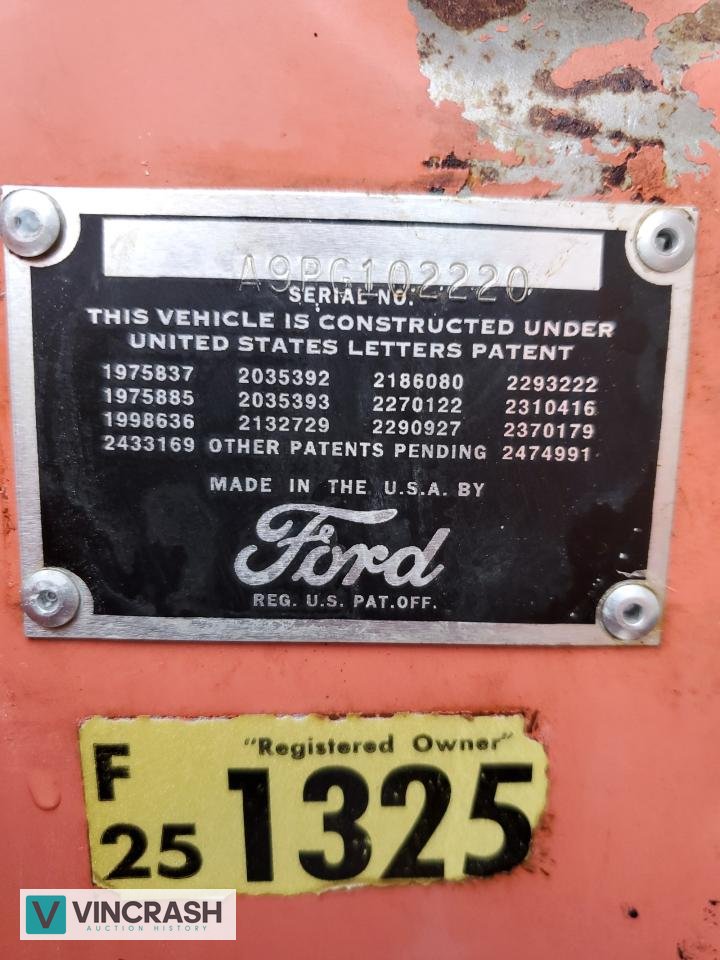 A9PG102220
SERIAL NO.
THIS VEHICLE IS CONSTRUCTED UNDER
UNITED STATES LETTERS PATENT
1975837 2035392 2186080 2293222
1975885 2035393 2270122 2310416
1998636 2132729 2290927 2370179
2433169 OTHER PATENTS PENDING 2474991
MADE IN THE U.S.A. BY
Ford
REG. U.S. PAT. OFF.
"Registered Owner"
F
25 1325
V VINCRASH
AUCTION HISTORY